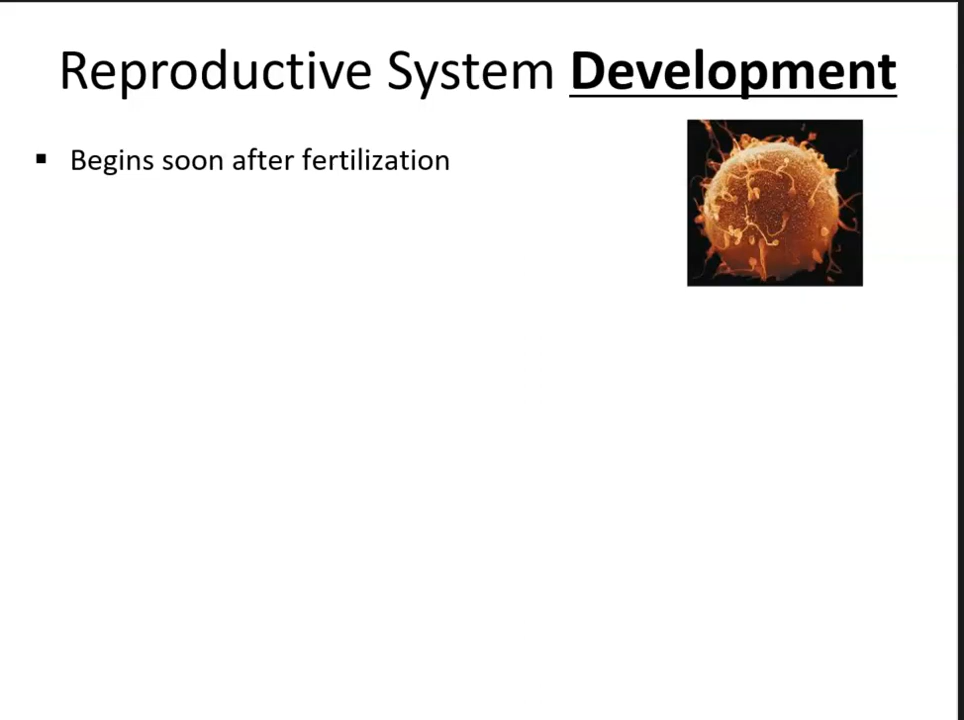 Reproductive System Development
▪ Begins soon after fertilization